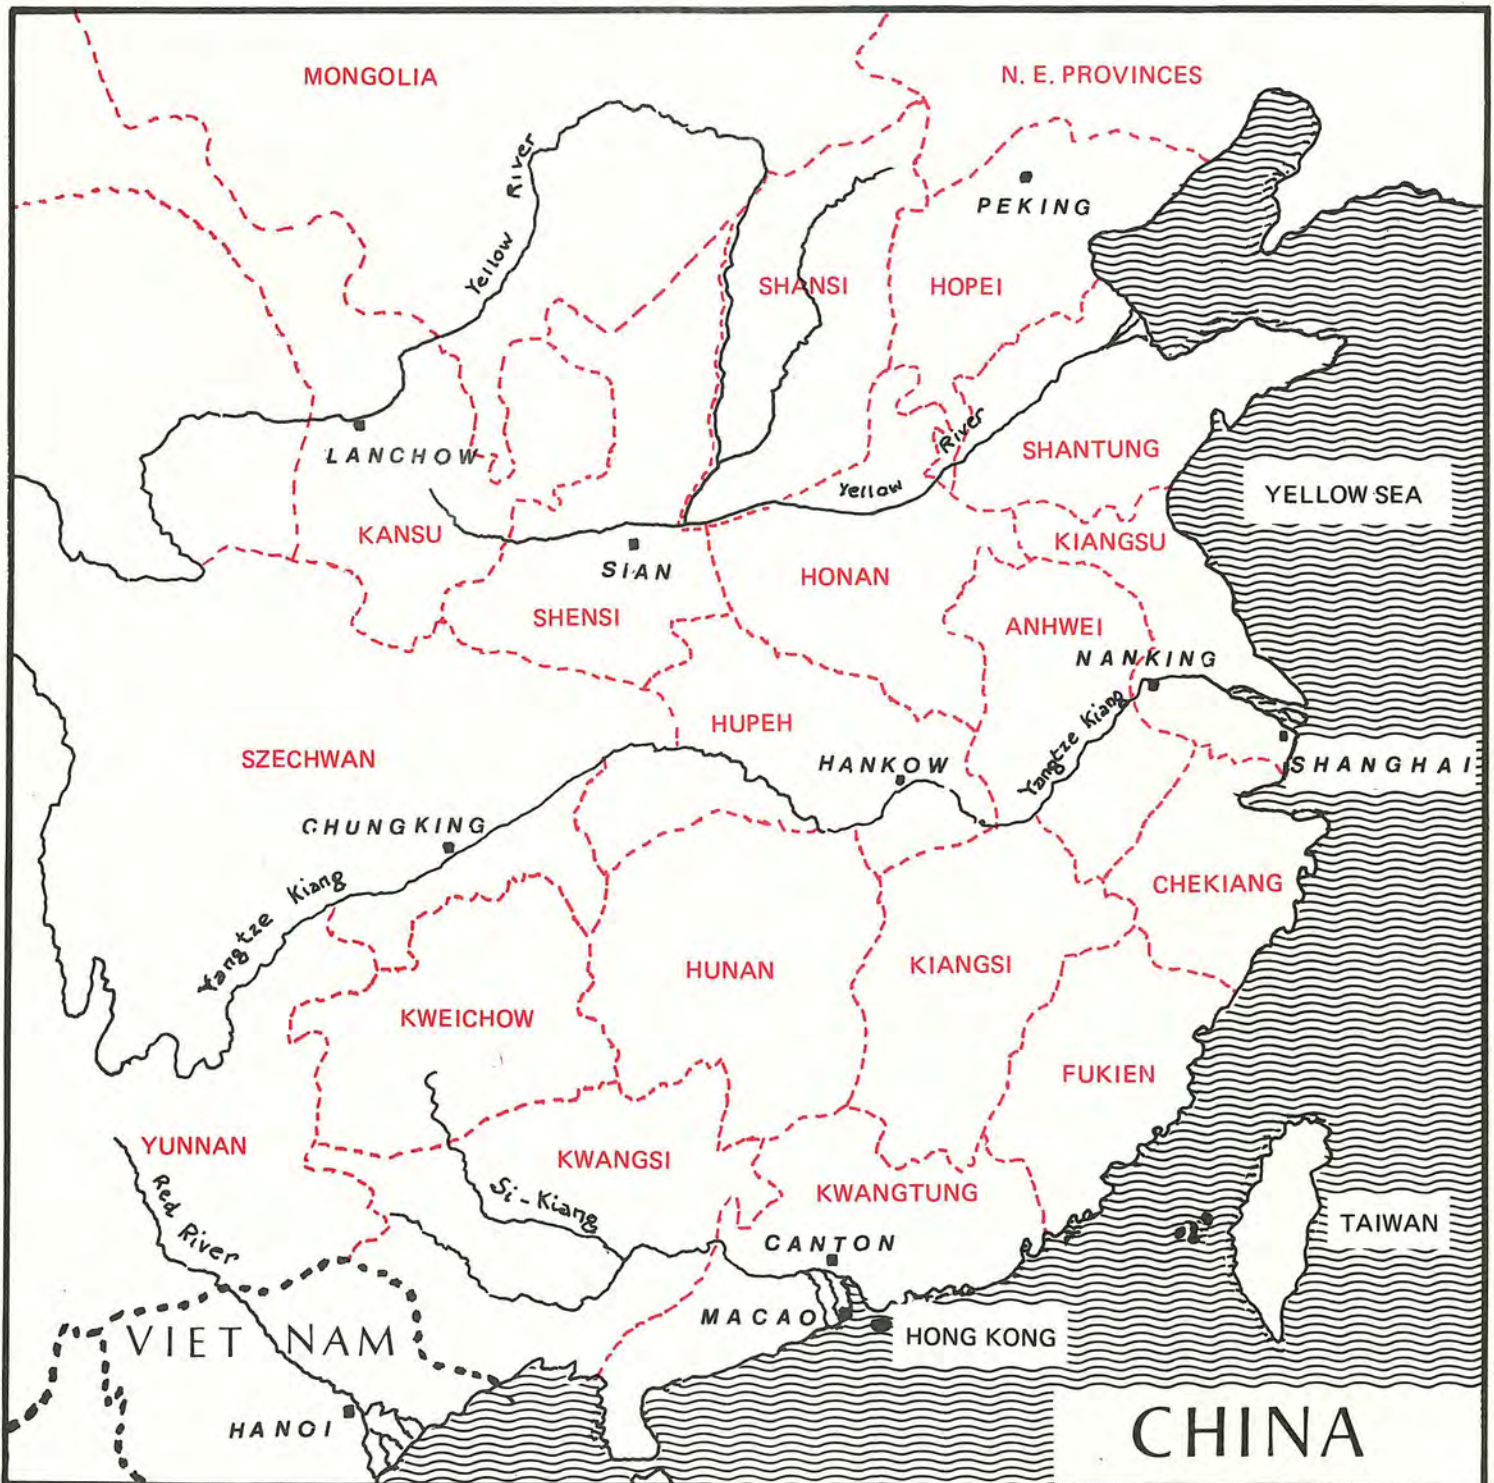 MONGOLIA
N. E. PROVINCES
Yellow River
PEKING
SHANSI
HOPEI
LANCHOW
SHANTUNG
Yellow River
YELLOW SEA
KANSU
KIANGSU
SIAN
HONAN
SHENSI
ANHWEI
NANKING
HUPEH
Yangtze Kiang
SZECHWAN
HANKOW
SHANGHAI
CHUNGKING
Yangtze Kiang
CHEKIANG
HUNAN
KIANGSI
KWEICHOW
FUKIEN
YUNNAN
KWANGSI
Si-Kiang
KWANGTUNG
Red River
TAIWAN
CANTON
MACAO
HONG KONG
VIET NAM
HANOI
CHINA